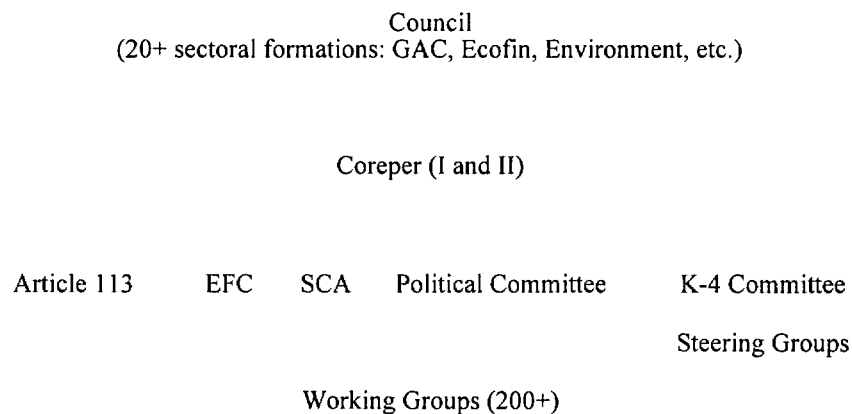 Council
(20+ sectoral formations: GAC, Ecofin, Environment, etc.)
Coreper (I and II)
Article 113 EFC SCA Political Committee K-4 Committee
Steering Groups
Working Groups (200+)